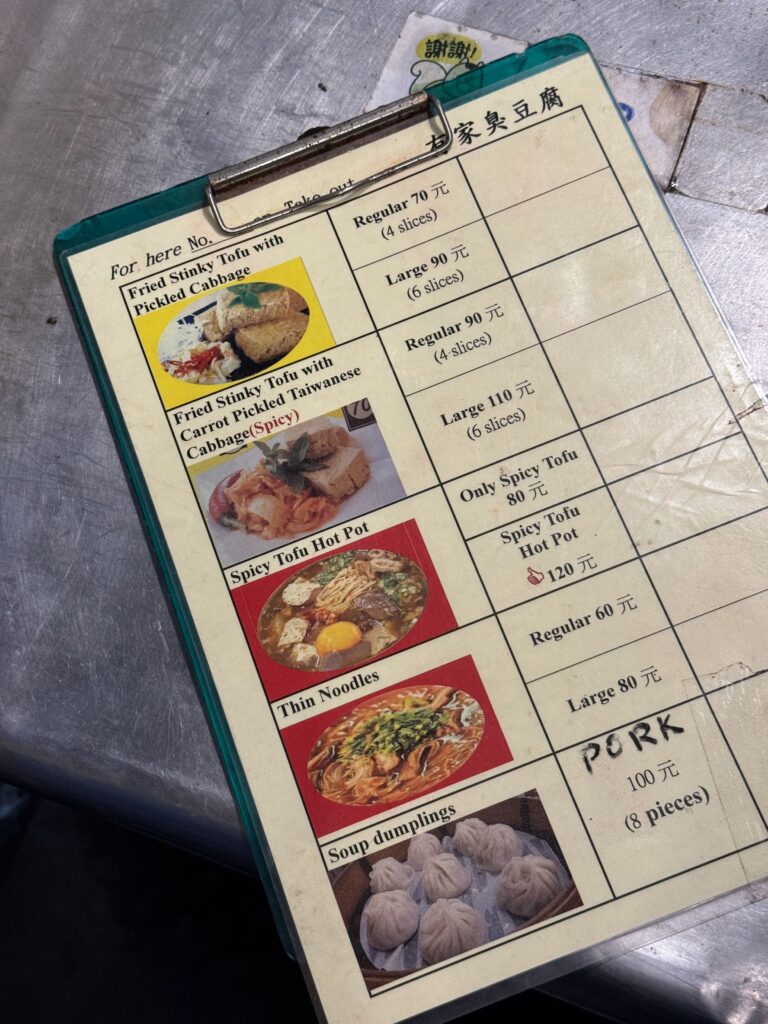 謝謝!
家臭豆腐
For here No. Take out
Fried Stinky Tofu with
Pickled Cabbage
Regular 70 元
(4 slices)
Large 90 元
(6 slices)
Fried Stinky Tofu with
Carrot Pickled Taiwanese
Cabbage(Spicy)
Regular 90 元
(4 slices)
Large 110 元
(6 slices)
Spicy Tofu Hot Pot
Only Spicy Tofu
80 元
Spicy Tofu
Hot Pot
120 元
Thin Noodles
Regular 60 元
Large 80 元
Soup dumplings
PORK
100 元
(8 pieces)